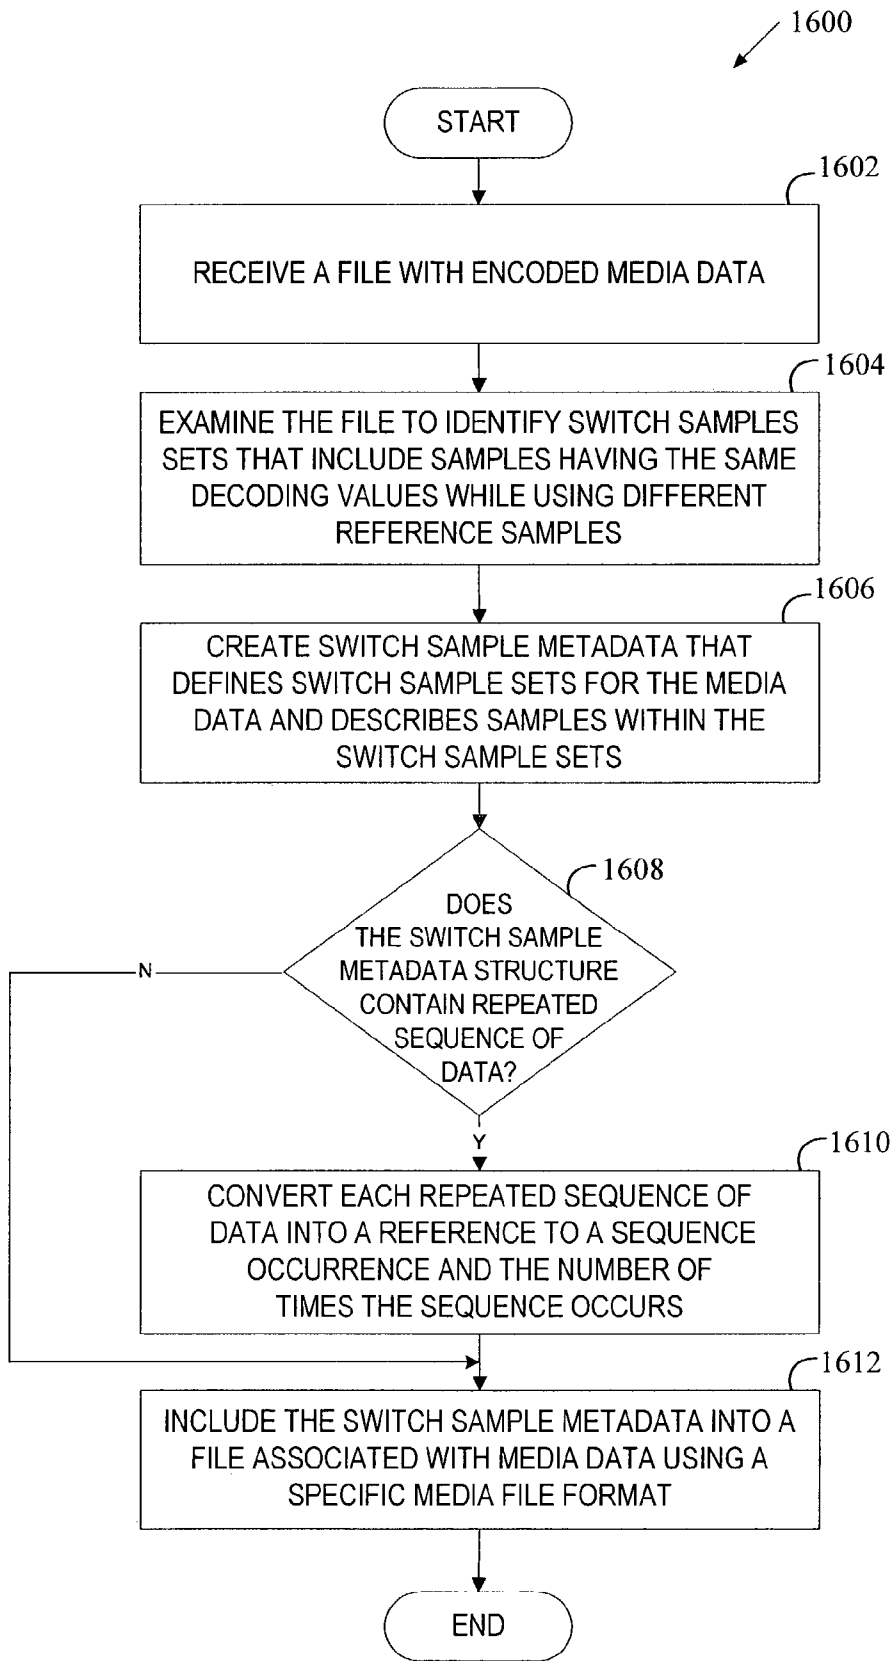 1600
START
1602
RECEIVE A FILE WITH ENCODED MEDIA DATA
1604
EXAMINE THE FILE TO IDENTIFY SWITCH SAMPLES
SETS THAT INCLUDE SAMPLES HAVING THE SAME
DECODING VALUES WHILE USING DIFFERENT
REFERENCE SAMPLES
1606
CREATE SWITCH SAMPLE METADATA THAT
DEFINES SWITCH SAMPLE SETS FOR THE MEDIA
DATA AND DESCRIBES SAMPLES WITHIN THE
SWITCH SAMPLE SETS
1608
DOES
THE SWITCH SAMPLE
METADATA STRUCTURE
CONTAIN REPEATED
SEQUENCE OF
DATA?
N
Y
1610
CONVERT EACH REPEATED SEQUENCE OF
DATA INTO A REFERENCE TO A SEQUENCE
OCCURRENCE AND THE NUMBER OF
TIMES THE SEQUENCE OCCURS
1612
INCLUDE THE SWITCH SAMPLE METADATA INTO A
FILE ASSOCIATED WITH MEDIA DATA USING A
SPECIFIC MEDIA FILE FORMAT
END